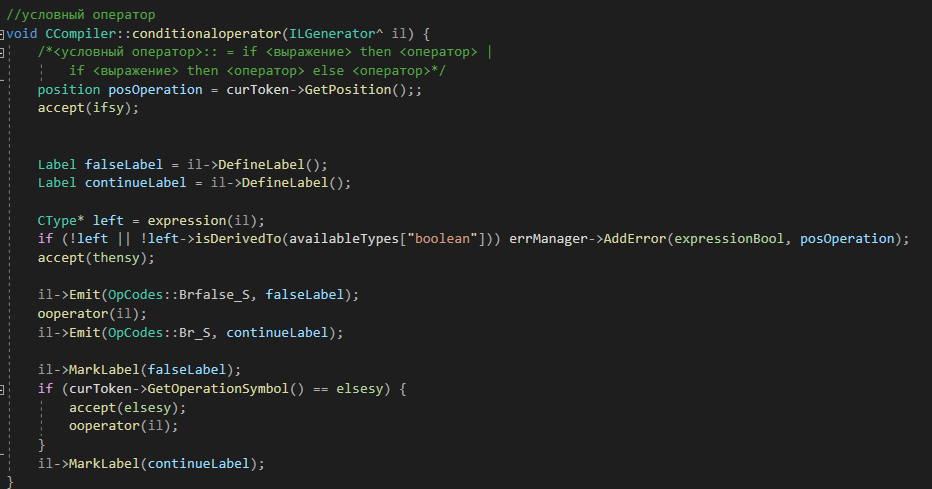 //условный оператор
void CCompiler::conditionaloperator(ILGenerator^ il) {
/*<условный оператор>:: = if <выражение> then <оператор> |
if <выражение> then <оператор> else <оператор>*/
position posOperation = curToken->GetPosition();;
accept(ifsy);
Label falseLabel = il->DefineLabel();
Label continueLabel = il->DefineLabel();
CType* left = expression(il);
if (!left || !left->isDerivedTo(availableTypes["boolean"])) errManager->AddError(expressionBool, posOperation);
accept(thensy);
il->Emit(OpCodes::Brfalse_S, falseLabel);
ooperator(il);
il->Emit(OpCodes::Br_S, continueLabel);
il->MarkLabel(falseLabel);
if (curToken->GetOperationSymbol() == elsesy) {
accept(elsesy);
ooperator(il);
}
il->MarkLabel(continueLabel);
}